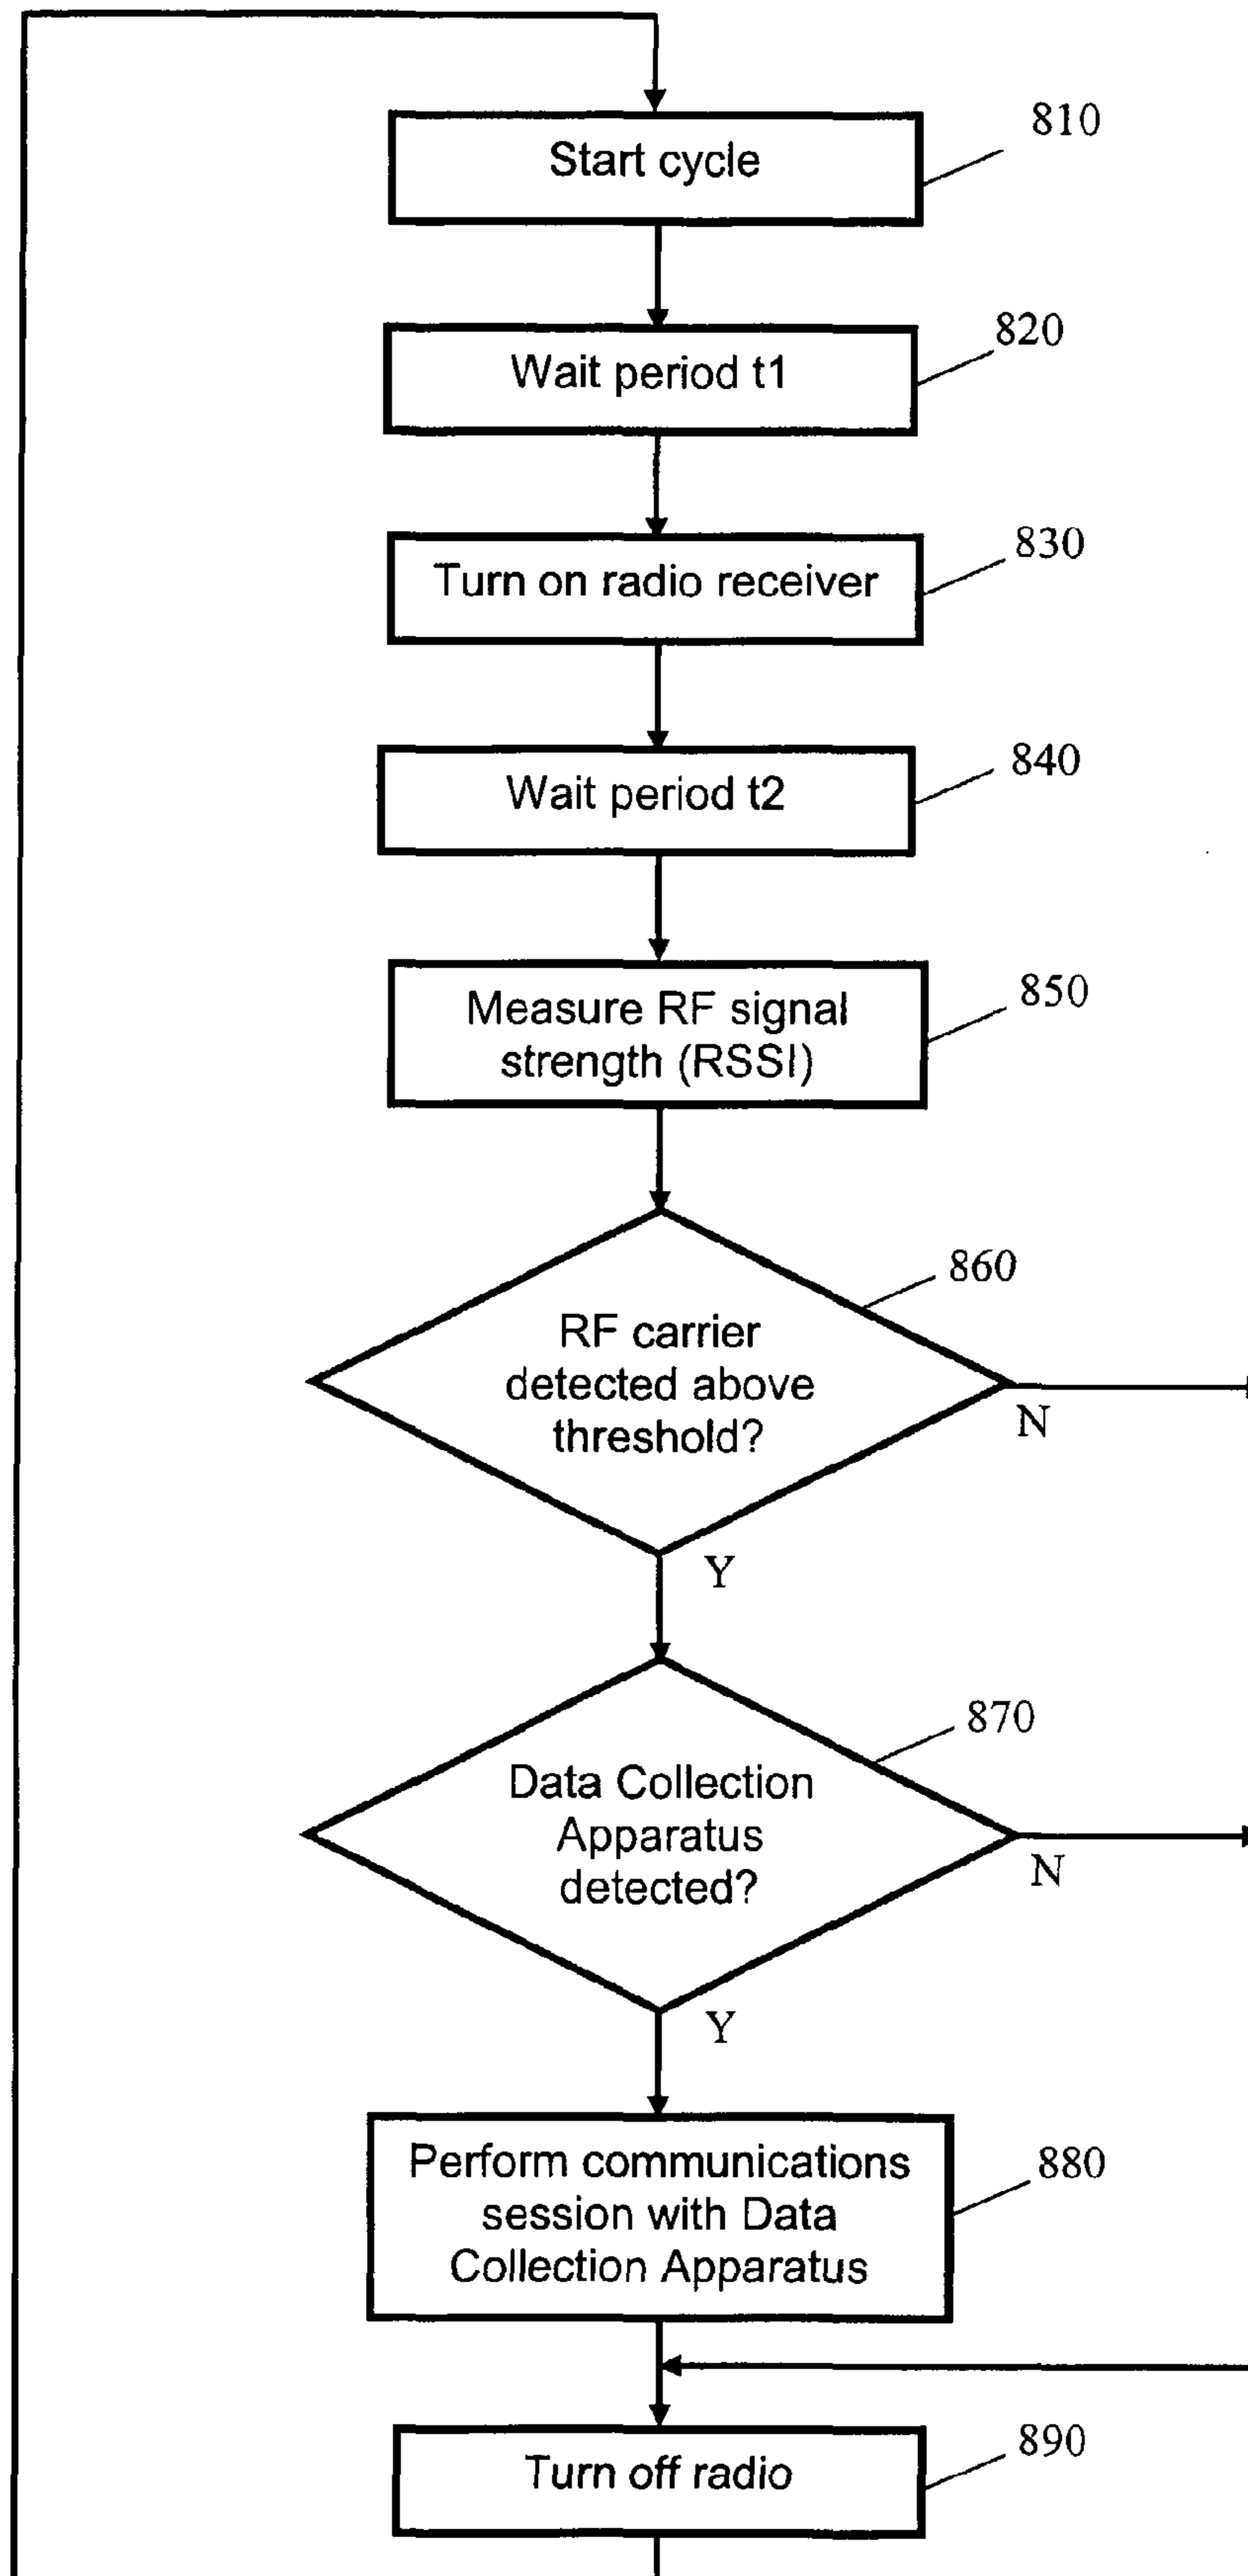 810
Start cycle
820
Wait period t1
830
Turn on radio receiver
840
Wait period t2
850
Measure RF signal
strength (RSSI)
860
RF carrier
detected above
threshold?
N
Y
870
Data Collection
Apparatus
detected?
N
Y
880
Perform communications
session with Data
Collection Apparatus
890
Turn off radio